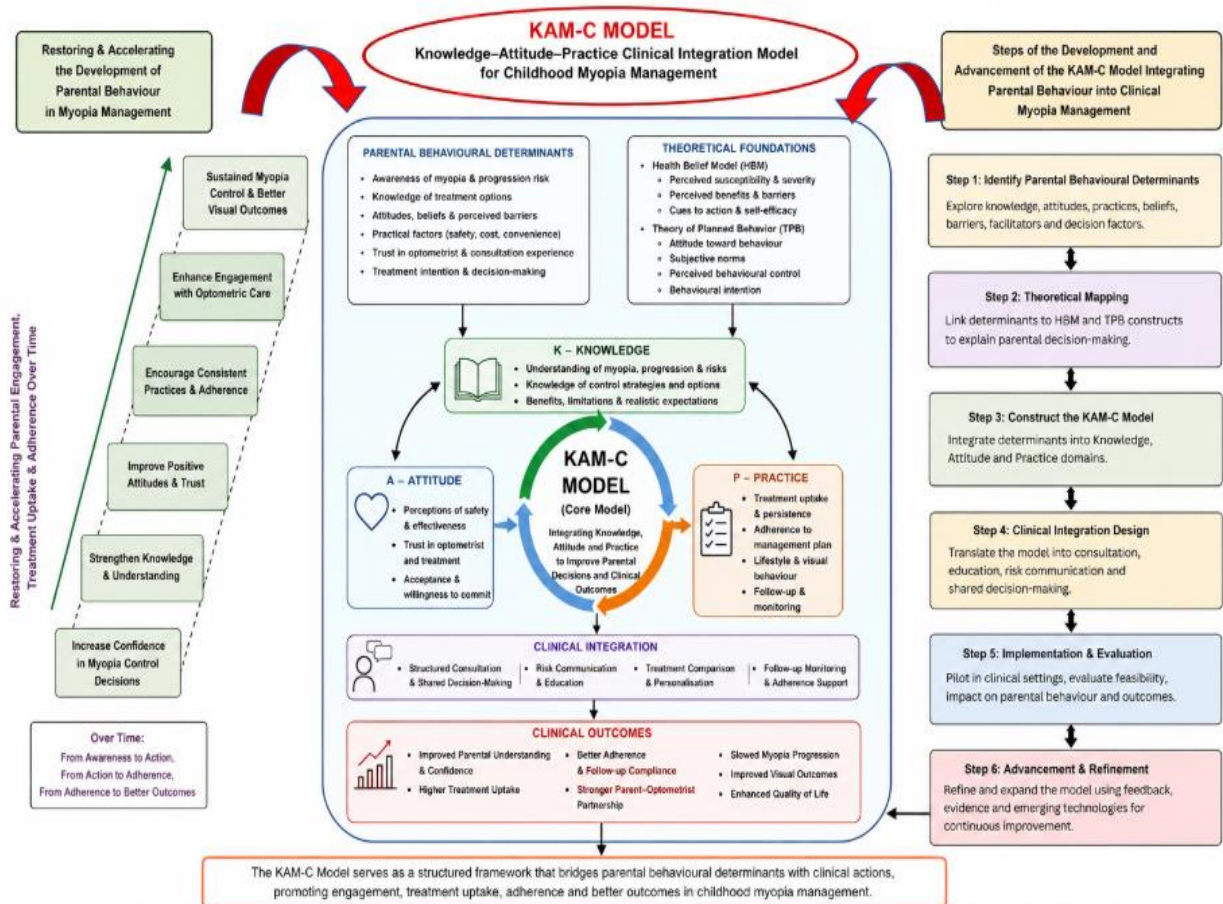 KAM-C MODEL
Knowledge–Attitude–Practice Clinical Integration Model
for Childhood Myopia Management
Restoring & Accelerating
the Development of
Parental Behaviour
in Myopia Management
Sustained Myopia
Control & Better
Visual Outcomes
Enhance Engagement
with Optometric Care
Encourage Consistent
Practices & Adherence
Improve Positive
Attitudes & Trust
Strengthen Knowledge
& Understanding
Increase Confidence
in Myopia Control
Decisions
Restoring & Accelerating Parental Engagement,
Treatment Uptake & Adherence Over Time
Over Time:
From Awareness to Action,
From Action to Adherence,
From Adherence to Better Outcomes
PARENTAL BEHAVIOURAL DETERMINANTS
• Awareness of myopia & progression risk
• Knowledge of treatment options
• Attitudes, beliefs & perceived barriers
• Practical factors (safety, cost, convenience)
• Trust in optometrist & consultation experience
• Treatment intention & decision-making
THEORETICAL FOUNDATIONS
• Health Belief Model (HBM)
○ Perceived susceptibility & severity
○ Perceived benefits & barriers
○ Cues to action & self-efficacy
• Theory of Planned Behavior (TPB)
○ Attitude toward behaviour
○ Subjective norms
○ Perceived behavioural control
○ Behavioural intention
K – KNOWLEDGE
• Understanding of myopia, progression & risks
• Knowledge of control strategies and options
• Benefits, limitations & realistic expectations
A – ATTITUDE
• Perceptions of safety
& effectiveness
• Trust in optometrist
and treatment
• Acceptance &
willingness to commit
KAM-C
MODEL
(Core Model)
Integrating Knowledge,
Attitude and Practice
to Improve Parental
Decisions and Clinical
Outcomes
P – PRACTICE
• Treatment uptake
& persistence
• Adherence to
management plan
• Lifestyle & visual
behaviour
• Follow-up &
monitoring
CLINICAL INTEGRATION
• Structured Consultation
& Shared Decision-Making
• Risk Communication
& Education
• Treatment Comparison
& Personalisation
• Follow-up Monitoring
& Adherence Support
CLINICAL OUTCOMES
• Improved Parental Understanding
& Confidence
• Higher Treatment Uptake
• Better Adherence
& Follow-up Compliance
• Stronger Parent–Optometrist
Partnership
• Slowed Myopia Progression
• Improved Visual Outcomes
• Enhanced Quality of Life
Steps of the Development and
Advancement of the KAM-C Model Integrating
Parental Behaviour into Clinical
Myopia Management
Step 1: Identify Parental Behavioural Determinants
Explore knowledge, attitudes, practices, beliefs,
barriers, facilitators and decision factors.
Step 2: Theoretical Mapping
Link determinants to HBM and TPB constructs
to explain parental decision-making.
Step 3: Construct the KAM-C Model
Integrate determinants into Knowledge,
Attitude and Practice domains.
Step 4: Clinical Integration Design
Translate the model into consultation,
education, risk communication and
shared decision-making.
Step 5: Implementation & Evaluation
Pilot in clinical settings, evaluate feasibility,
impact on parental behaviour and outcomes.
Step 6: Advancement & Refinement
Refine and expand the model using feedback,
evidence and emerging technologies for
continuous improvement.
The KAM-C Model serves as a structured framework that bridges parental behavioural determinants with clinical actions,
promoting engagement, treatment uptake, adherence and better outcomes in childhood myopia management.